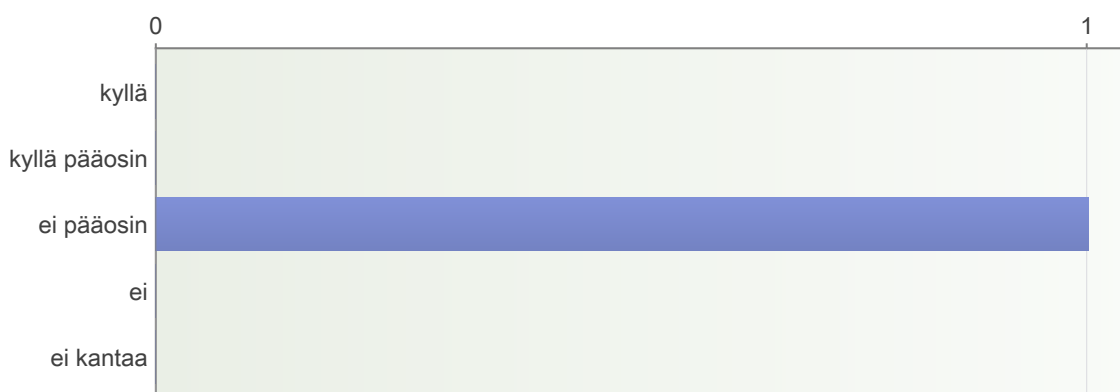 0 1
kyllä
kyllä pääosin
ei pääosin
ei
ei kantaa